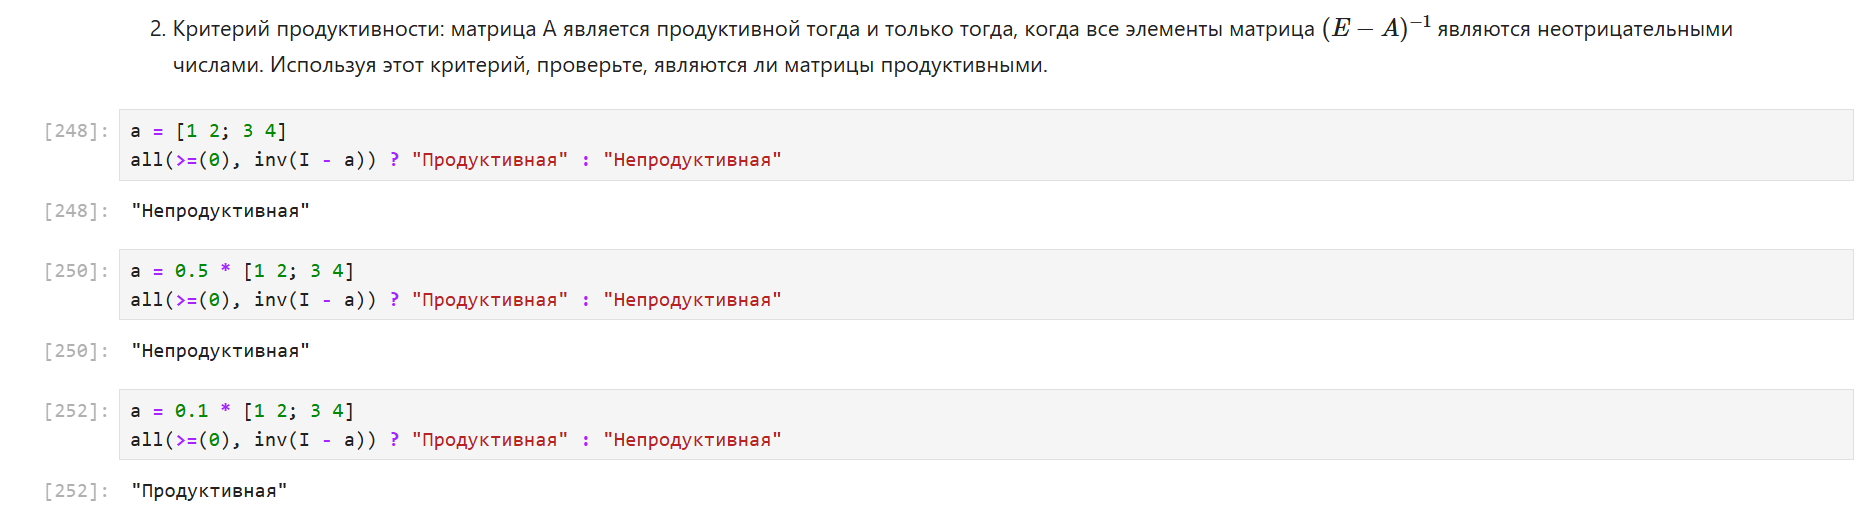 2. Критерий продуктивности: матрица А является продуктивной тогда и только тогда, когда все элементы матрица (E − A)⁻¹ являются неотрицательными
числами. Используя этот критерий, проверьте, являются ли матрицы продуктивными.
[248]: a = [1 2; 3 4]
all(>=(0), inv(I - a)) ? "Продуктивная" : "Непродуктивная"
[248]: "Непродуктивная"
[250]: a = 0.5 * [1 2; 3 4]
all(>=(0), inv(I - a)) ? "Продуктивная" : "Непродуктивная"
[250]: "Непродуктивная"
[252]: a = 0.1 * [1 2; 3 4]
all(>=(0), inv(I - a)) ? "Продуктивная" : "Непродуктивная"
[252]: "Продуктивная"